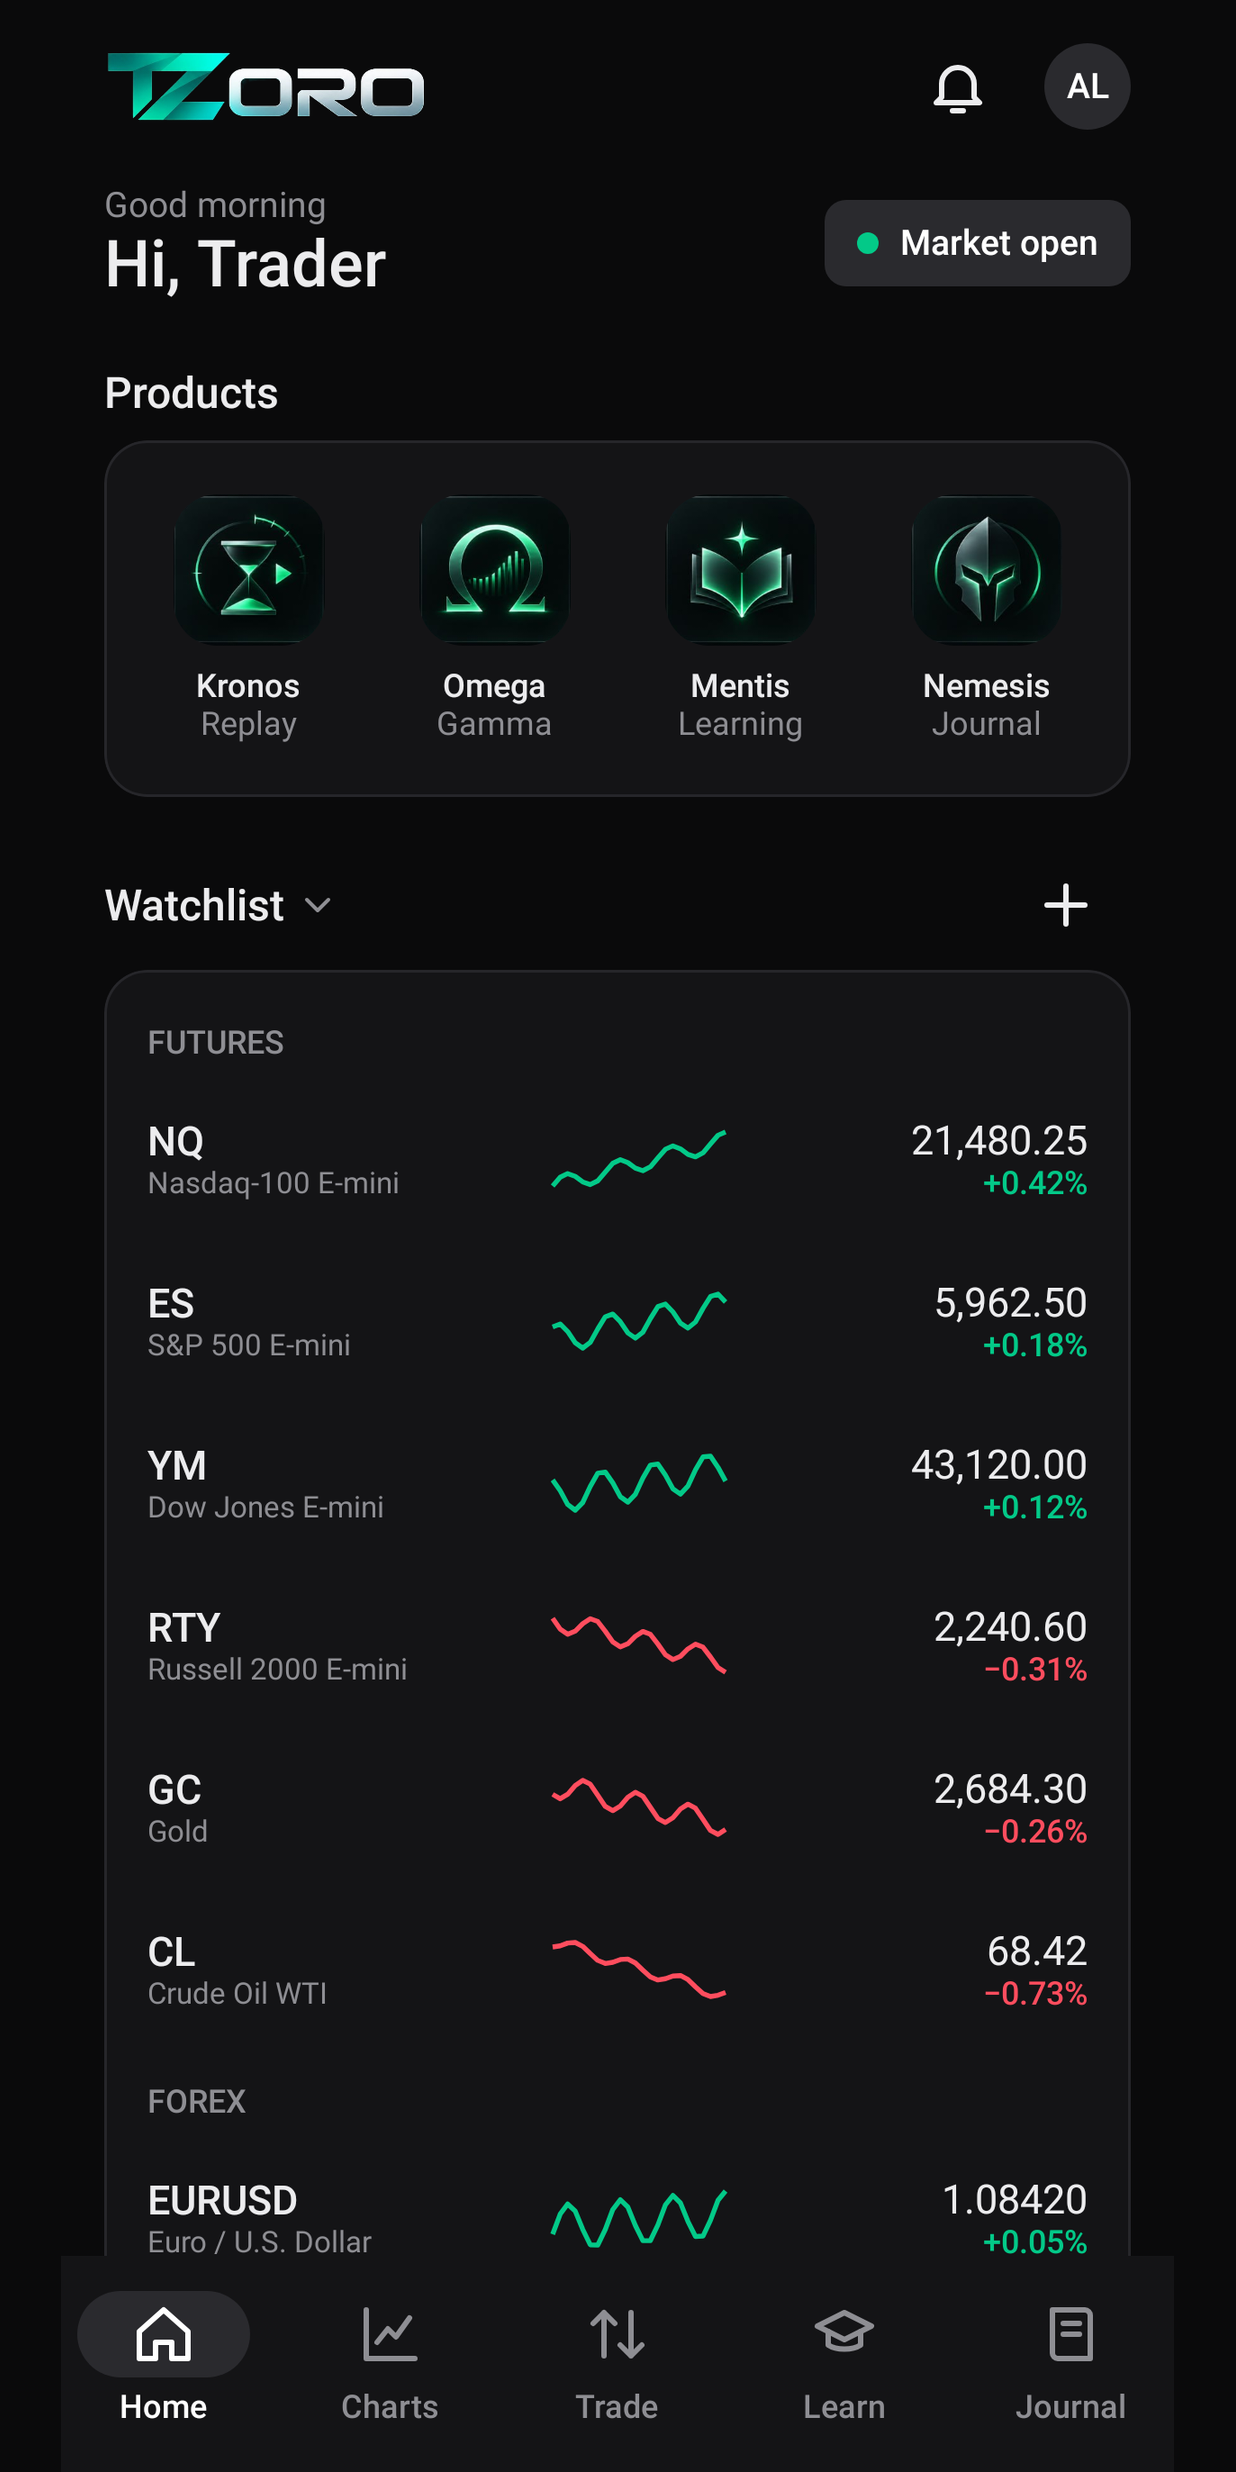 TZORO
AL
Good morning
Hi, Trader
Market open
Products
Kronos
Replay
Omega
Gamma
Mentis
Learning
Nemesis
Journal
Watchlist
FUTURES
NQ
Nasdaq-100 E-mini
21,480.25
+0.42%
ES
S&P 500 E-mini
5,962.50
+0.18%
YM
Dow Jones E-mini
43,120.00
+0.12%
RTY
Russell 2000 E-mini
2,240.60
−0.31%
GC
Gold
2,684.30
−0.26%
CL
Crude Oil WTI
68.42
−0.73%
FOREX
EURUSD
Euro / U.S. Dollar
1.08420
+0.05%
Home
Charts
Trade
Learn
Journal